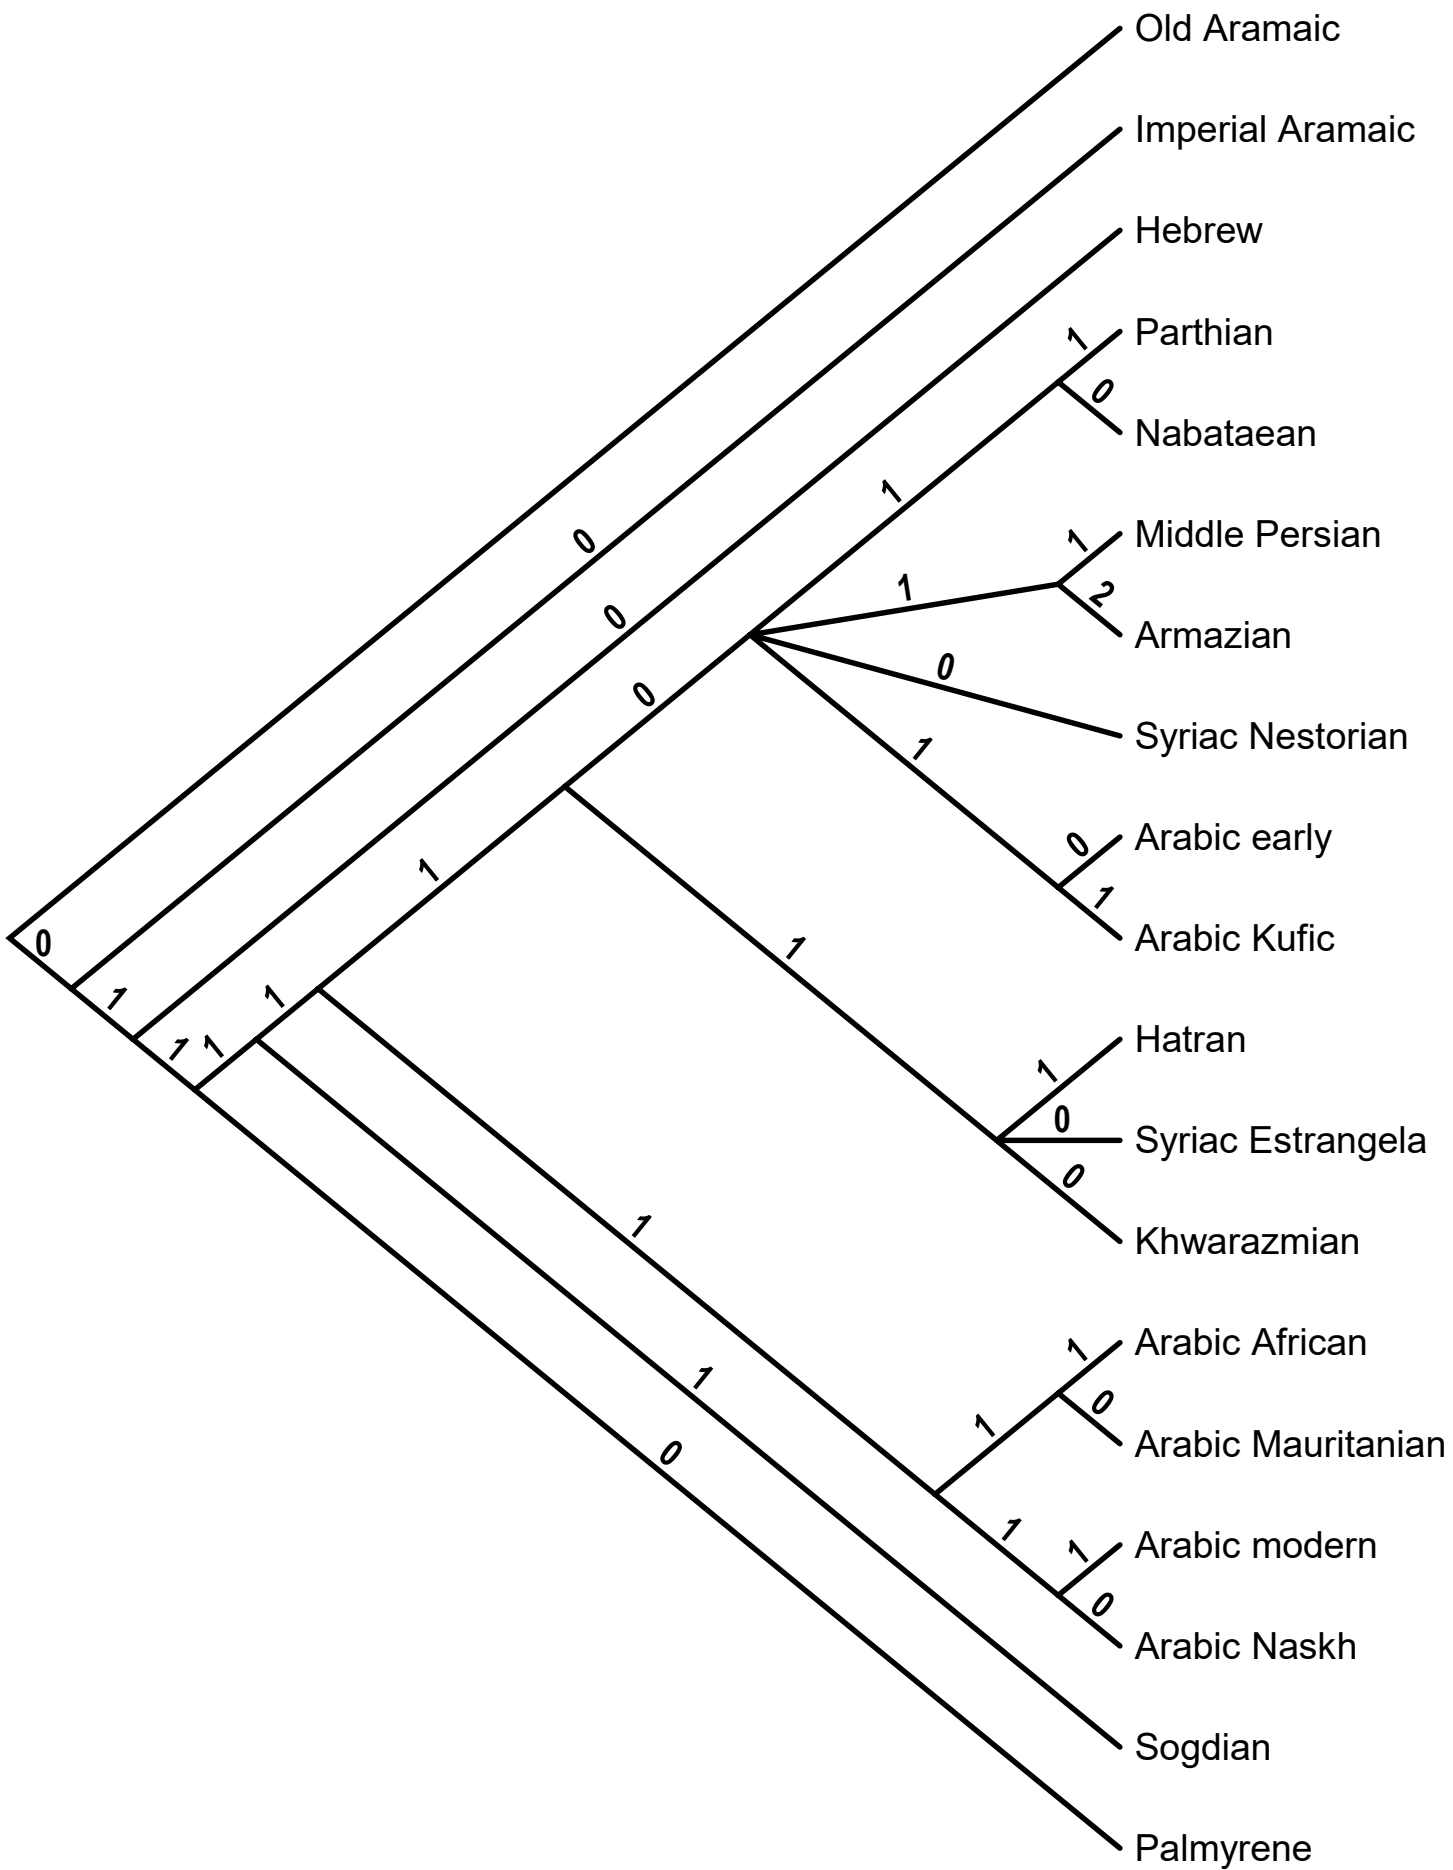 Old Aramaic
Imperial Aramaic
Hebrew
1
Parthian
0
Nabataean
1
1
Middle Persian
0
1
2
0
Armazian
0
0
Syriac Nestorian
1
0
Arabic early
1
1
Arabic Kufic
0
1
1
1
Hatran
1
1
1
0
Syriac Estrangela
0
Khwarazmian
1
1
Arabic African
1
0
1
Arabic Mauritanian
0
1
1
Arabic modern
0
Arabic Naskh
Sogdian
Palmyrene